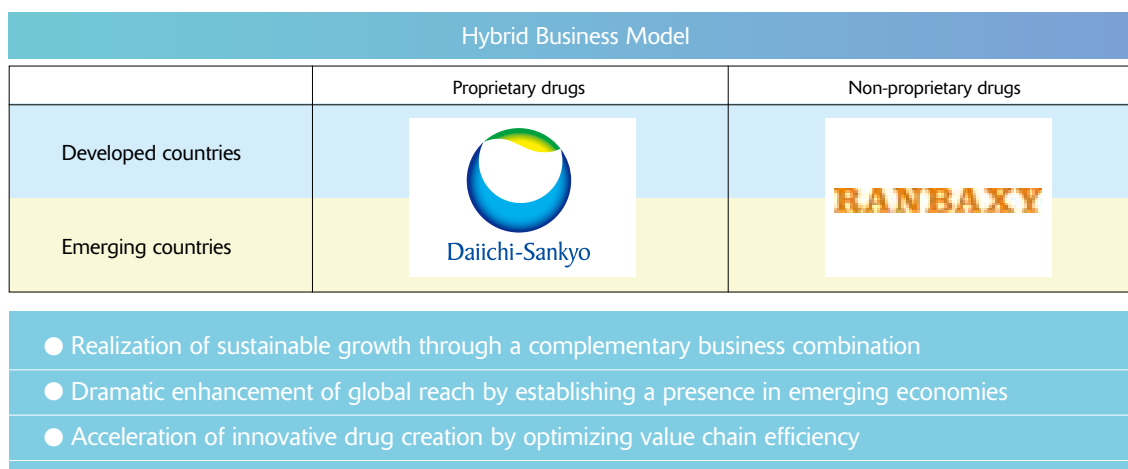 Hybrid Business Model
Proprietary drugs
Non-proprietary drugs
Developed countries
Emerging countries
Daiichi-Sankyo
RANBAXY
● Realization of sustainable growth through a complementary business combination
● Dramatic enhancement of global reach by establishing a presence in emerging economies
● Acceleration of innovative drug creation by optimizing value chain efficiency